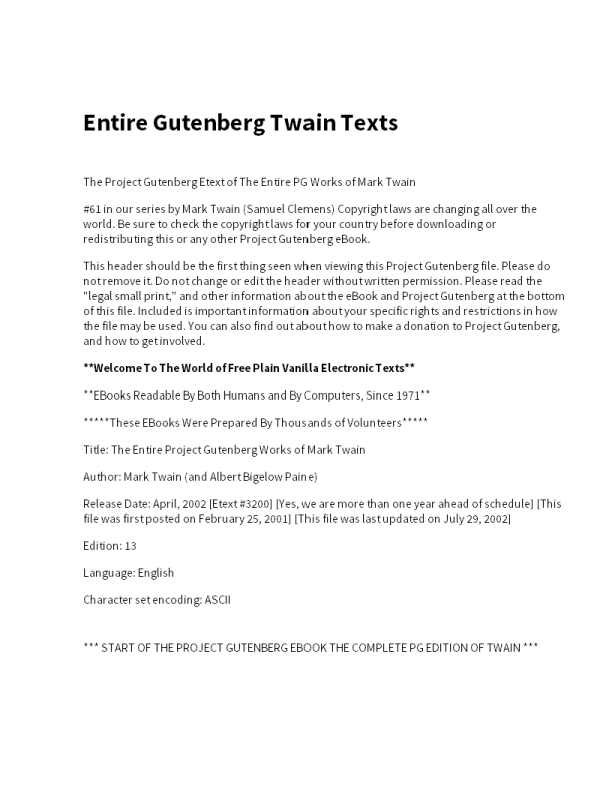 Entire Gutenberg Twain Texts
The Project Gutenberg Etext of The Entire PG Works of Mark Twain
#61 in our series by Mark Twain (Samuel Clemens) Copyright laws are changing all over the
world. Be sure to check the copyright laws for your country before downloading or
redistributing this or any other Project Gutenberg eBook.
This header should be the first thing seen when viewing this Project Gutenberg file. Please do
not remove it. Do not change or edit the header without written permission. Please read the
"legal small print," and other information about the eBook and Project Gutenberg at the bottom
of this file. Included is important information about your specific rights and restrictions in how
the file may be used. You can also find out about how to make a donation to Project Gutenberg,
and how to get involved.
**Welcome To The World of Free Plain Vanilla Electronic Texts**
**EBooks Readable By Both Humans and By Computers, Since 1971**
*****These EBooks Were Prepared By Thousands of Volunteers*****
Title: The Entire Project Gutenberg Works of Mark Twain
Author: Mark Twain (and Albert Bigelow Paine)
Release Date: April, 2002 [Etext #3200] [Yes, we are more than one year ahead of schedule] [This
file was first posted on February 25, 2001] [This file was last updated on July 29, 2002]
Edition: 13
Language: English
Character set encoding: ASCII
*** START OF THE PROJECT GUTENBERG EBOOK THE COMPLETE PG EDITION OF TWAIN ***